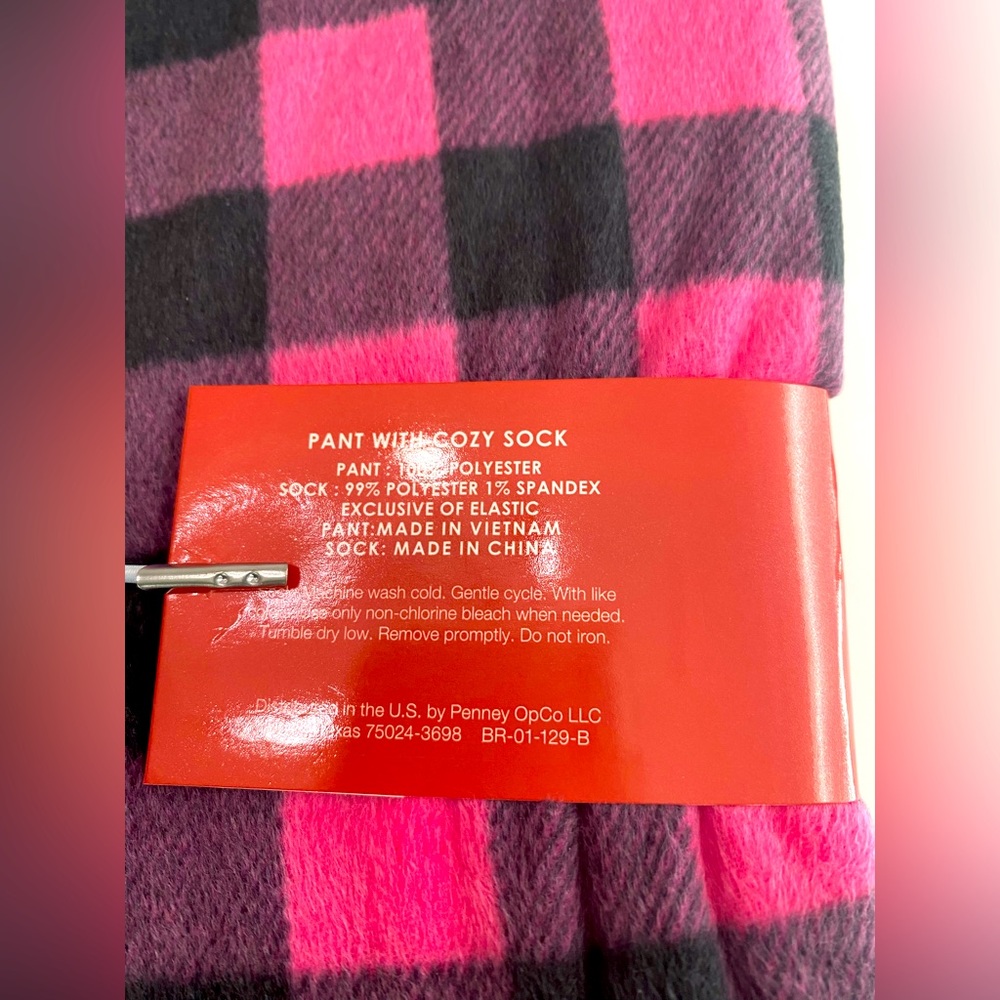 PANT WITH COZY SOCK
PANT : 100% POLYESTER
SOCK : 99% POLYESTER 1% SPANDEX
EXCLUSIVE OF ELASTIC
PANT:MADE IN VIETNAM
SOCK: MADE IN CHINA
Machine wash cold. Gentle cycle. With like
only non-chlorine bleach when needed.
Tumble dry low. Remove promptly. Do not iron.
Distributed in the U.S. by Penney OpCo LLC
Texas 75024-3698 BR-01-129-B